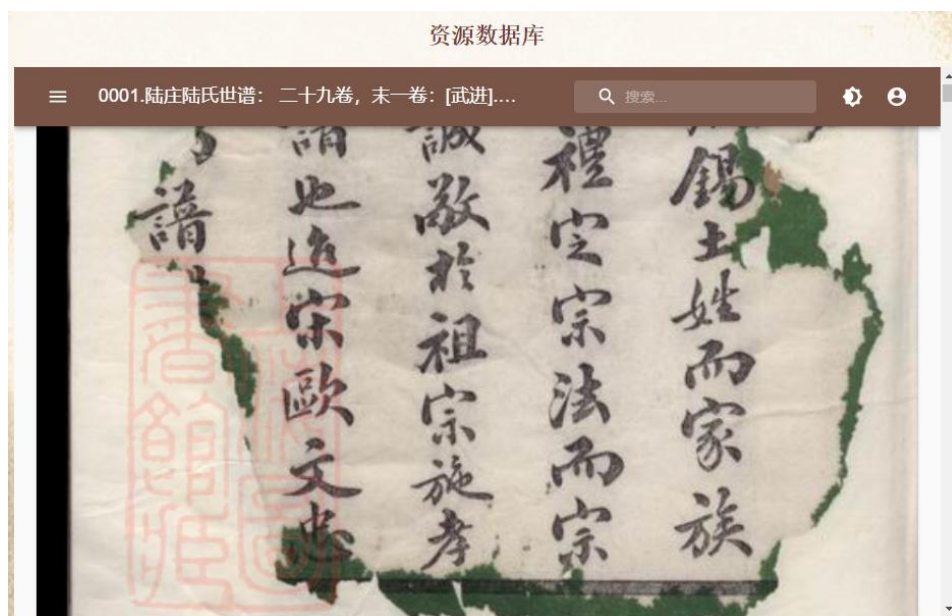 资源数据库
0001.陆庄陆氏世谱： 二十九卷，末一卷：[武进]....
搜索...
錫土姓而家族
禮定宗法而宗
誠敬於祖宗施孝
譜也迨宋歐文忠
譜